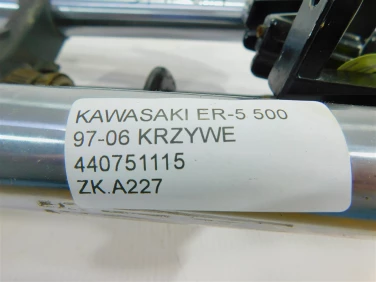 KAWASAKI ER-5 500
97-06 KRZYWE
440751115
ZK.A227